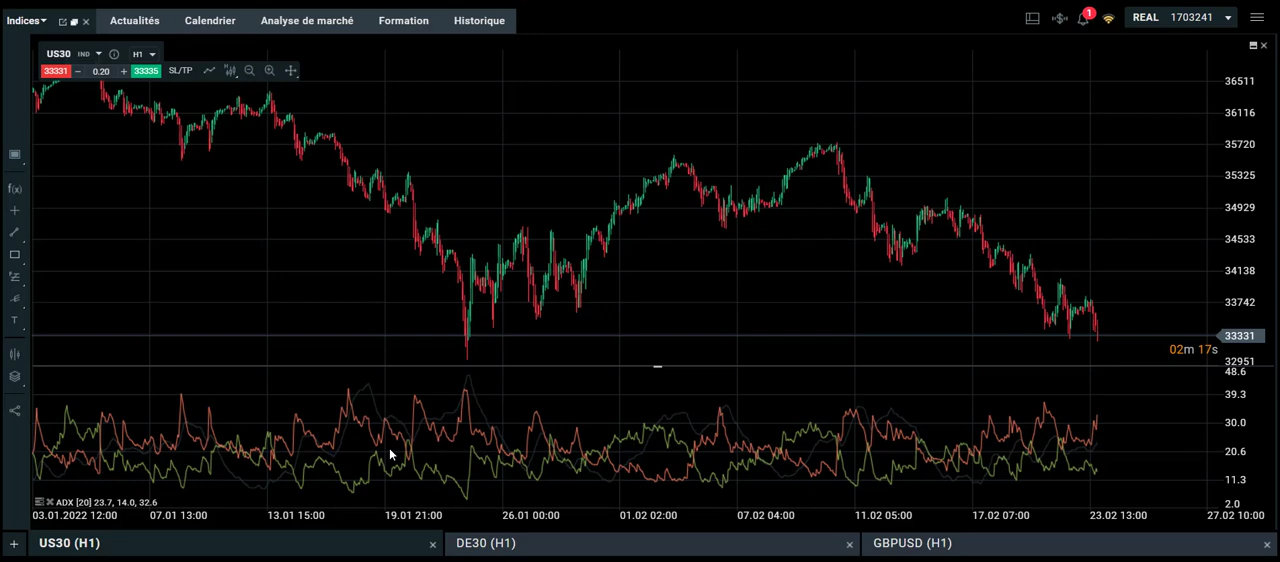 Indices Actualités Calendrier Analyse de marché Formation Historique 1 REAL 1703241
US30 IND H1
33331 − 0.20 + 33335 SL/TP
36511
36116
35720
35325
34929
34533
34138
33742
33331
02m 17s
32951
48.6
39.3
30.0
20.6
11.3
2.0
f(x)
T
ADX [20] 23.7, 14.0, 32.6
03.01.2022 12:00 07.01 13:00 13.01 15:00 19.01 21:00 26.01 00:00 01.02 02:00 07.02 04:00 11.02 05:00 17.02 07:00 23.02 13:00 27.02 10:00
+ US30 (H1) × DE30 (H1) × GBPUSD (H1) ×